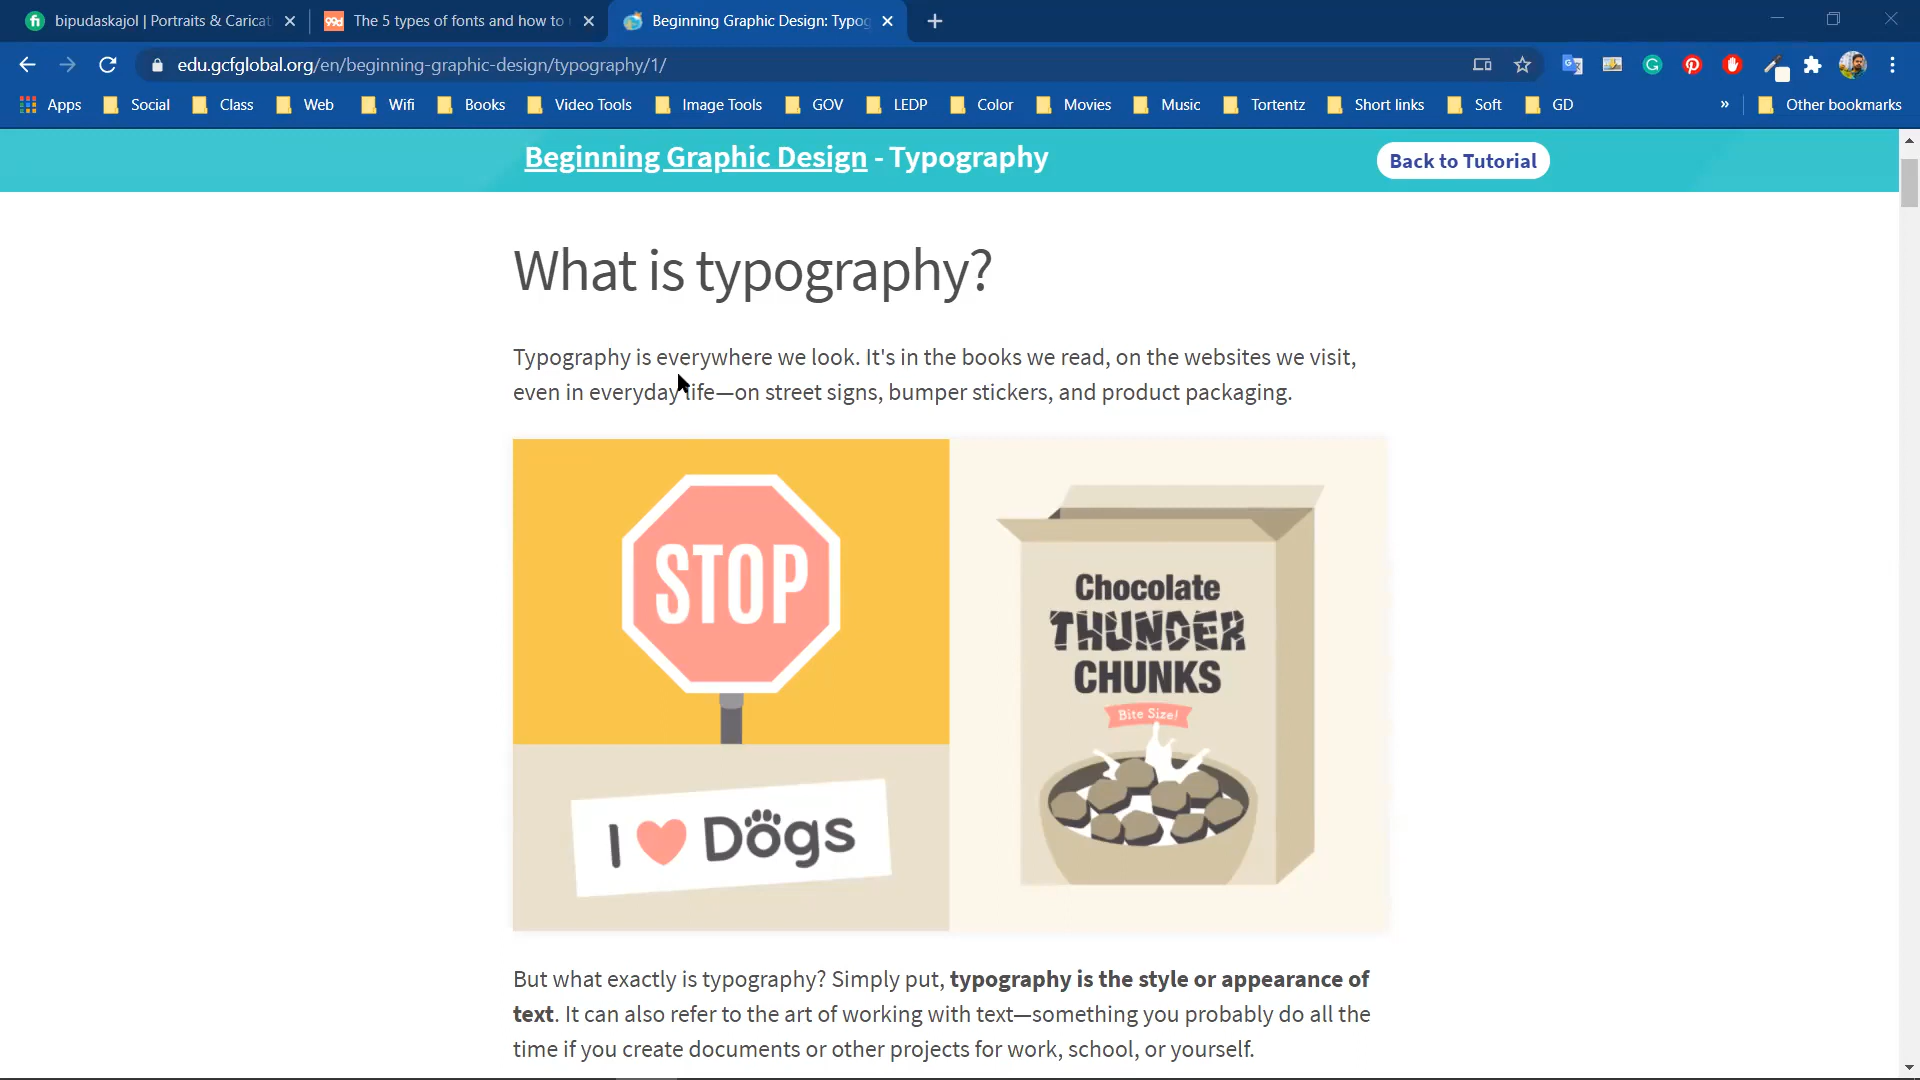 bipudaskajol | Portraits & Caricat
99d The 5 types of fonts and how to
Beginning Graphic Design: Typog
edu.gcfglobal.org/en/beginning-graphic-design/typography/1/
Apps Social Class Web Wifi Books Video Tools Image Tools GOV LEDP Color Movies Music Tortentz Short links Soft GD » Other bookmarks
Beginning Graphic Design - Typography
Back to Tutorial
What is typography?
Typography is everywhere we look. It's in the books we read, on the websites we visit,
even in everyday life—on street signs, bumper stickers, and product packaging.
STOP
I ❤ Dogs
Chocolate
THUNDER
CHUNKS
Bite Size!
But what exactly is typography? Simply put, typography is the style or appearance of
text. It can also refer to the art of working with text—something you probably do all the
time if you create documents or other projects for work, school, or yourself.